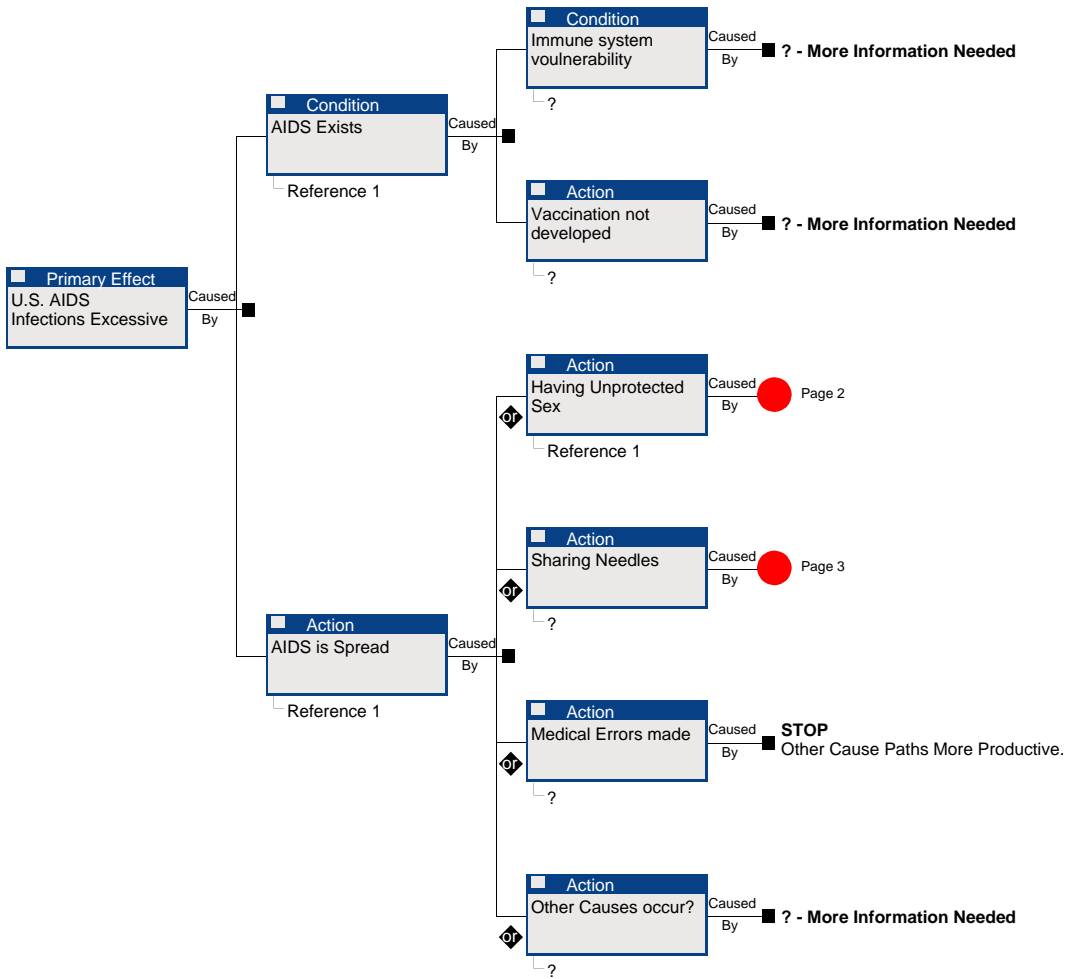 Condition
Immune system
voulnerability
?
Caused
By
? - More Information Needed
Condition
AIDS Exists
Reference 1
Caused
By
Action
Vaccination not
developed
?
Caused
By
? - More Information Needed
Primary Effect
U.S. AIDS
Infections Excessive
Caused
By
or
Action
Having Unprotected
Sex
Reference 1
Caused
By
Page 2
or
Action
Sharing Needles
?
Caused
By
Page 3
Action
AIDS is Spread
Reference 1
Caused
By
or
Action
Medical Errors made
?
Caused
By
STOP
Other Cause Paths More Productive.
or
Action
Other Causes occur?
?
Caused
By
? - More Information Needed